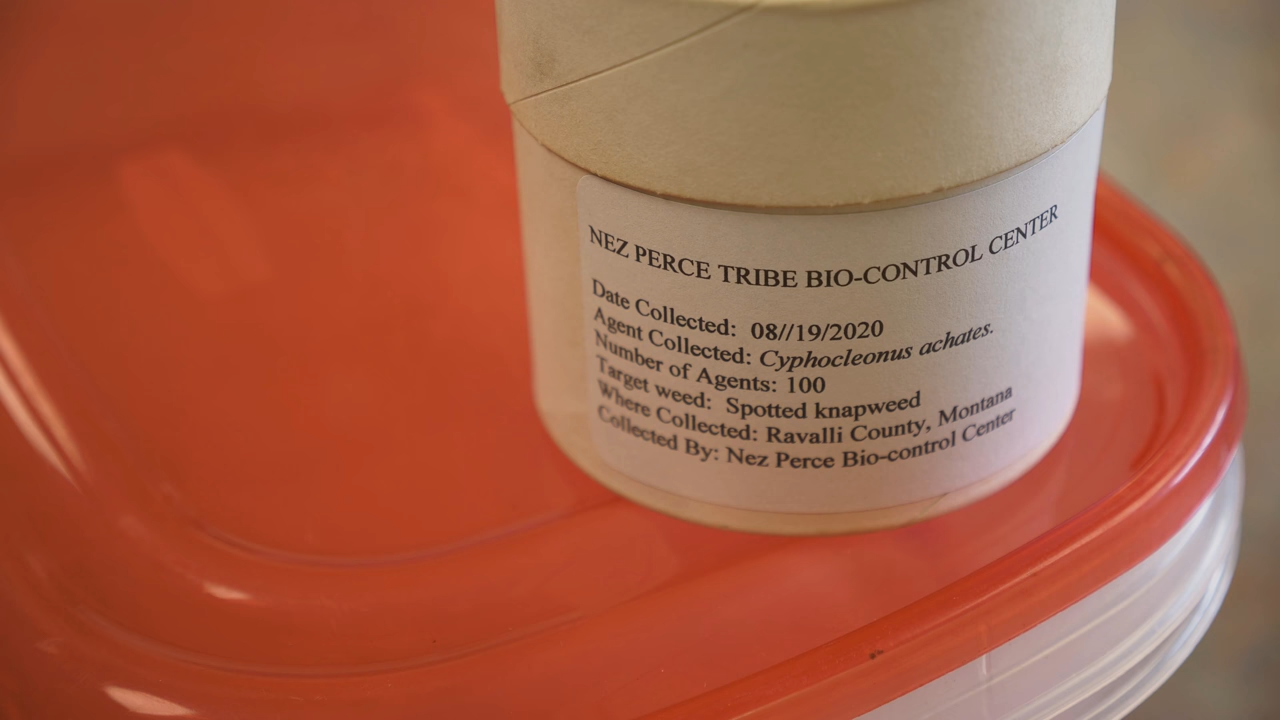 NEZ PERCE TRIBE BIO-CONTROL CENTER
Date Collected: 08//19/2020
Agent Collected: Cyphocleonus achates.
Number of Agents: 100
Target weed: Spotted knapweed
Where Collected: Ravalli County, Montana
Collected By: Nez Perce Bio-control Center